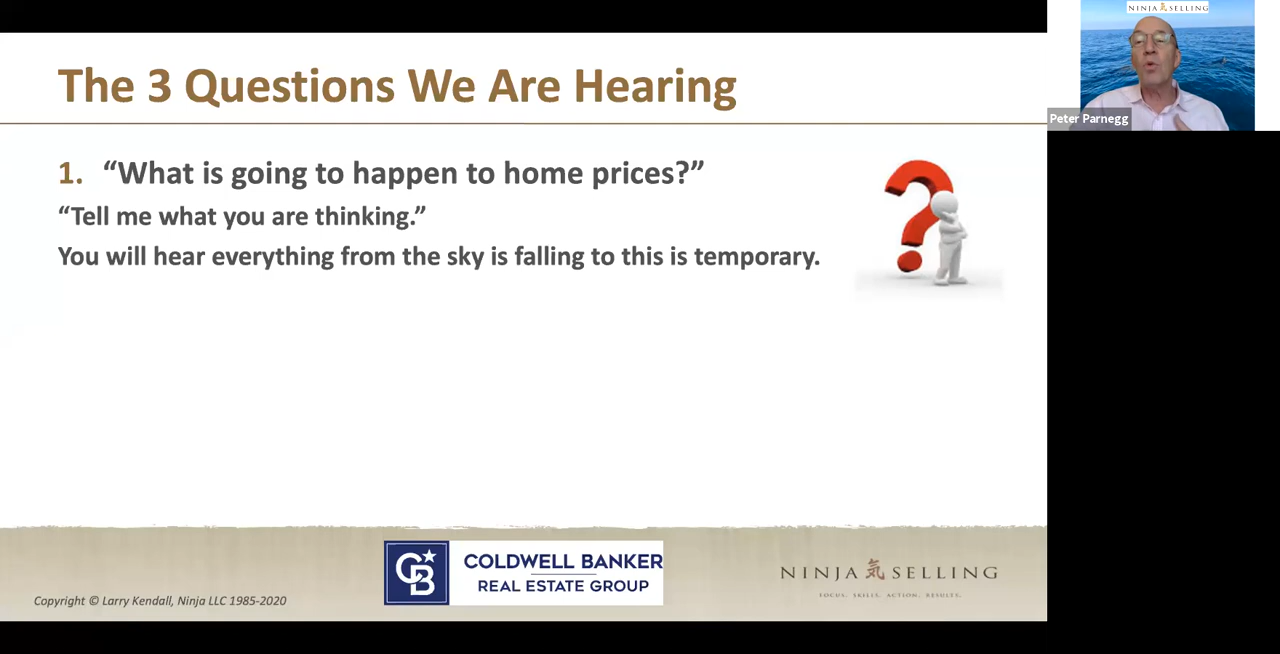 The 3 Questions We Are Hearing
1. “What is going to happen to home prices?”
“Tell me what you are thinking.”
You will hear everything from the sky is falling to this is temporary.
NINJA 気 SELLING
Peter Parnegg
Copyright © Larry Kendall, Ninja LLC 1985-2020
CB
COLDWELL BANKER
REAL ESTATE GROUP
NINJA 気 SELLING
FOCUS. SKILLS. ACTION. RESULTS.